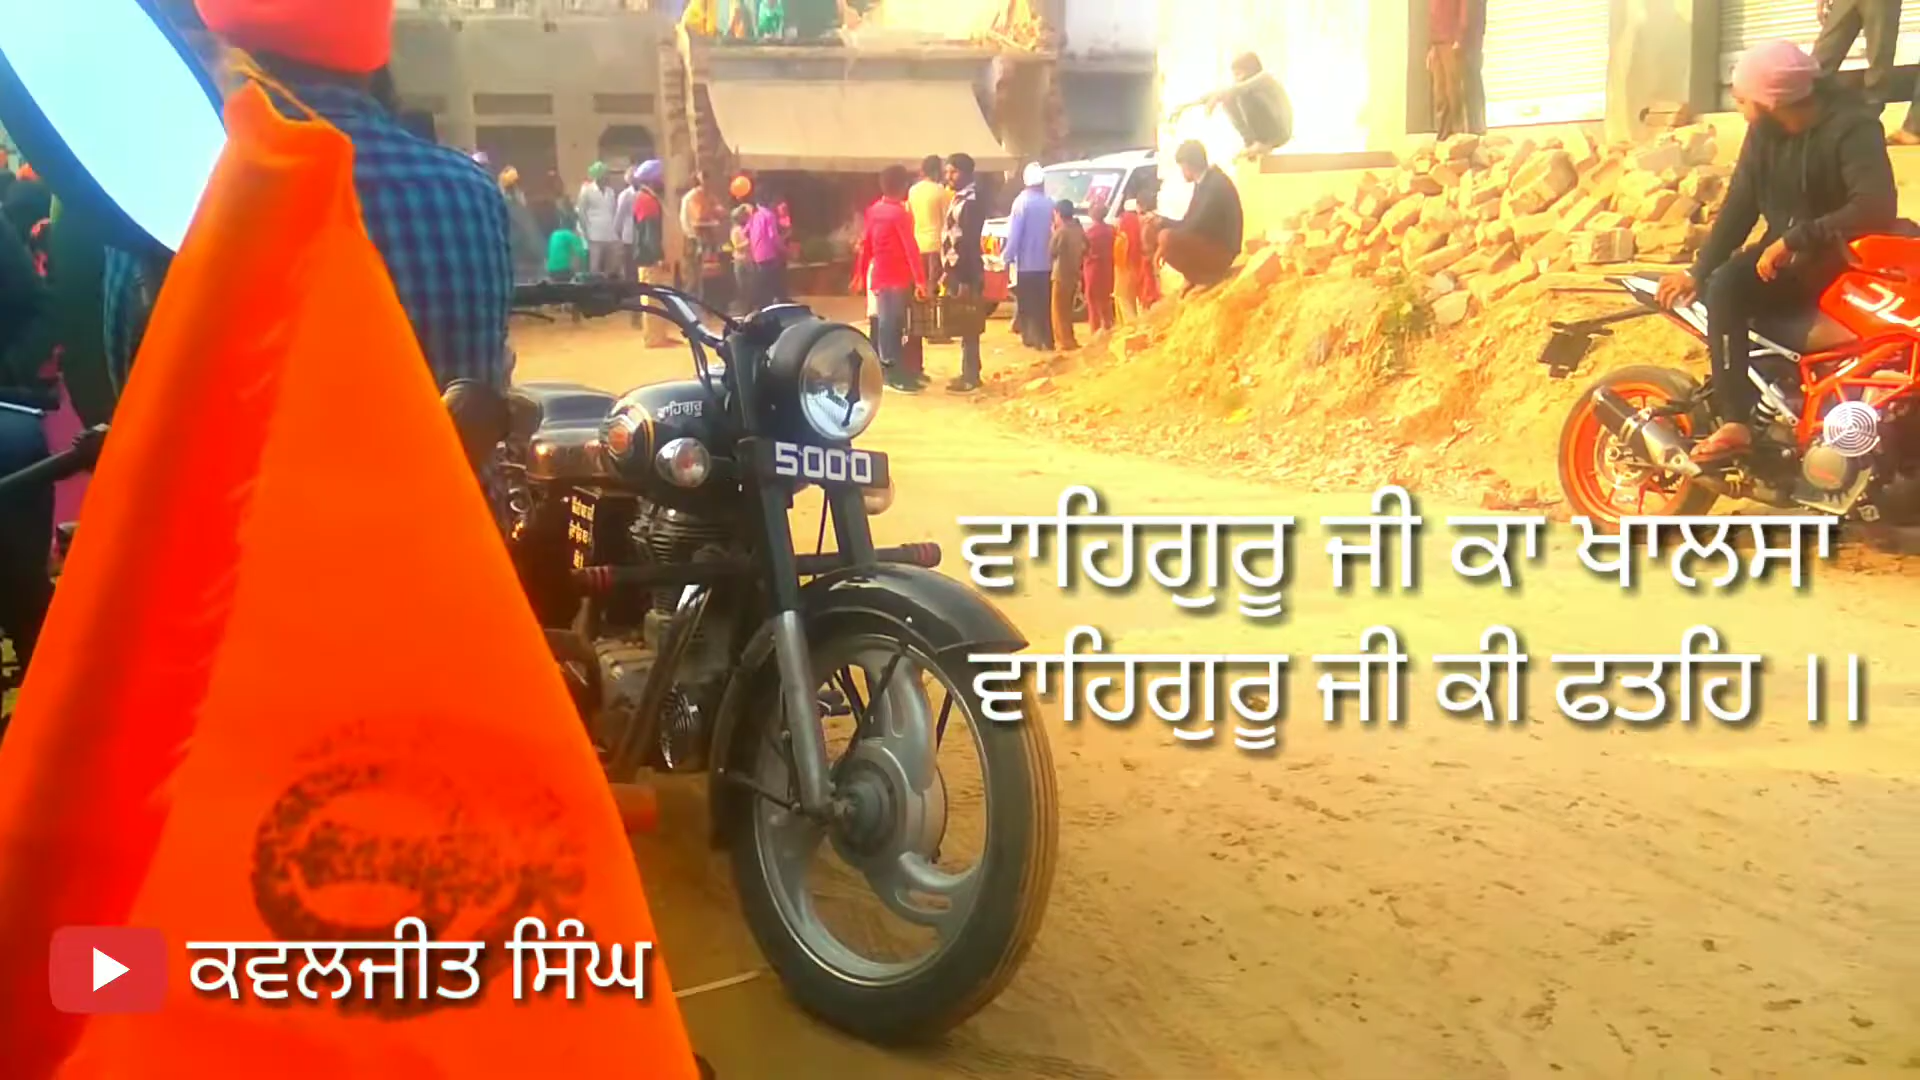 ਵਾਹਿਗੁਰੂ
5000
ਵਾਹਿਗੁਰੂ ਜੀ ਕਾ ਖਾਲਸਾ
ਵਾਹਿਗੁਰੂ ਜੀ ਕੀ ਫਤਹਿ ।।
ਕਵਲਜੀਤ ਸਿੰਘ